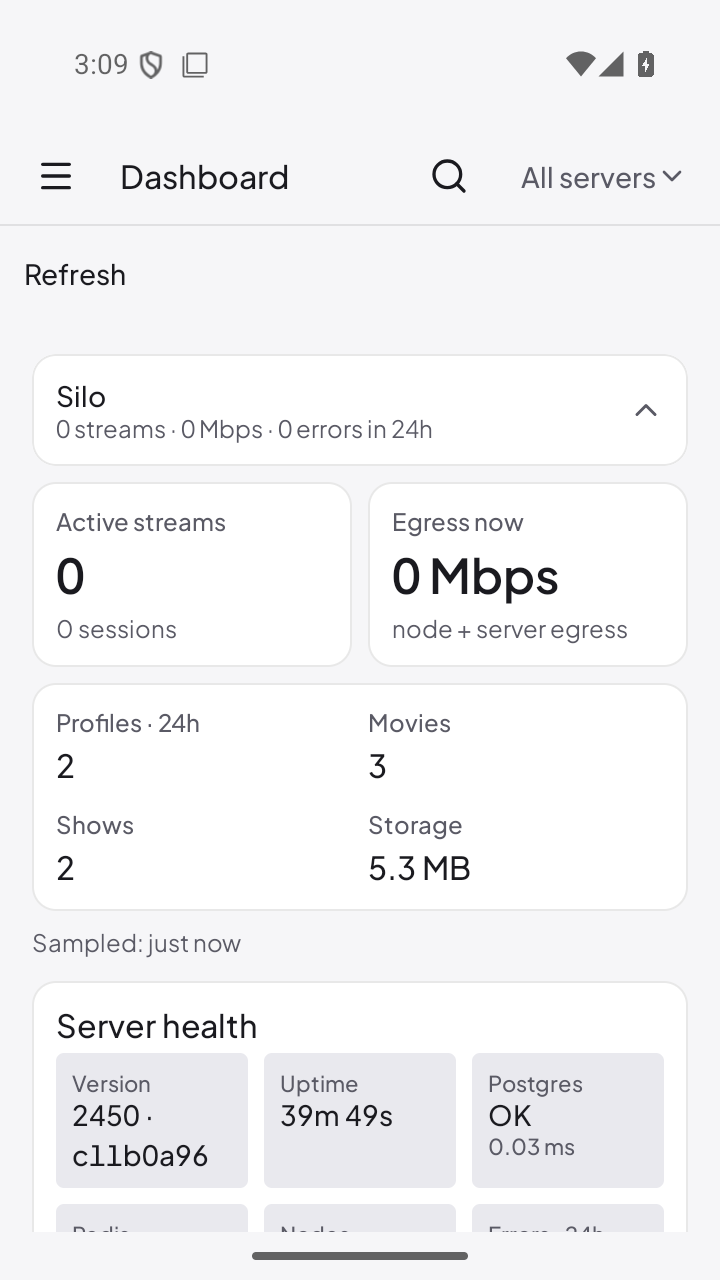 3:09
Dashboard
All servers
Refresh
Silo
0 streams · 0 Mbps · 0 errors in 24h
Active streams
0
0 sessions
Egress now
0 Mbps
node + server egress
Profiles · 24h
2
Movies
3
Shows
2
Storage
5.3 MB
Sampled: just now
Server health
Version
2450 ·
c11b0a96
Uptime
39m 49s
Postgres
OK
0.03 ms